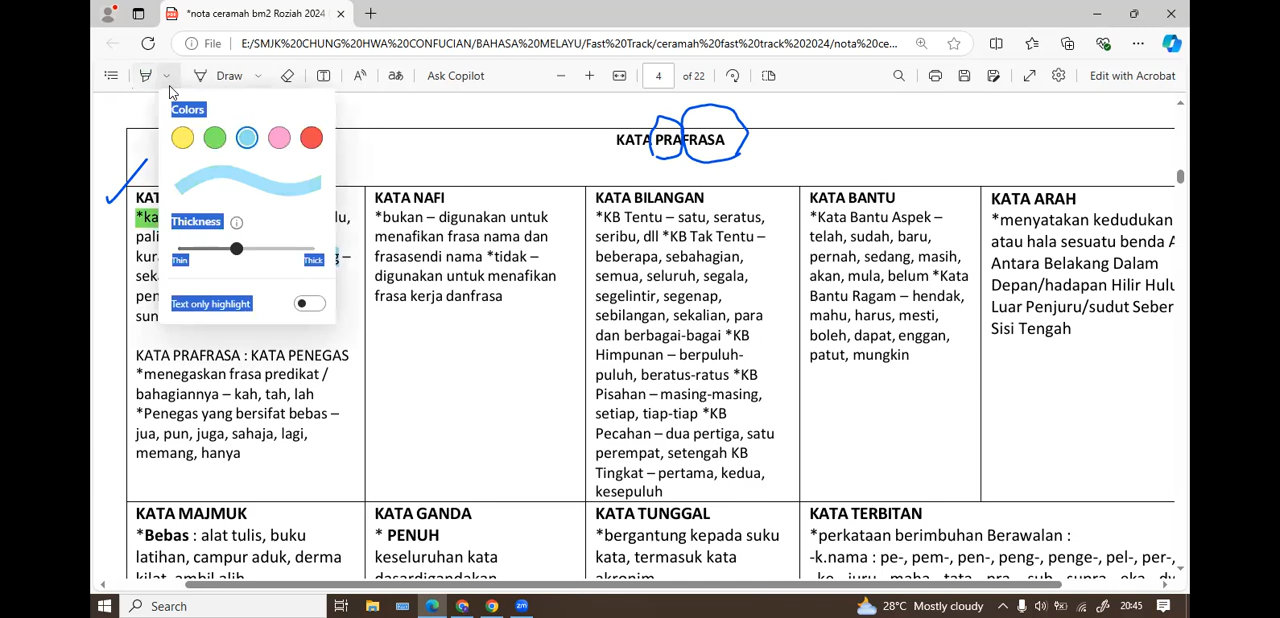 *nota ceramah bm2 Roziah 2024
File
E:/SMJK%20CHUNG%20HWA%20CONFUCIAN/BAHASA%20MELAYU/Fast%20Track/ceramah%20fast%20track%202024/nota%20ce...
Draw
Ask Copilot
4 of 22
Edit with Acrobat
Colors
Thickness
Thin Thick
Text only highlight
KATA PRAFRASA
KATA PRAFRASA : KATA PENEGAS
*menegaskan frasa predikat /
bahagiannya – kah, tah, lah
*Penegas yang bersifat bebas –
jua, pun, juga, sahaja, lagi,
memang, hanya
KATA NAFI
*bukan – digunakan untuk
menafikan frasa nama dan
frasasendi nama *tidak –
digunakan untuk menafikan
frasa kerja danfrasa
KATA BILANGAN
*KB Tentu – satu, seratus,
seribu, dll *KB Tak Tentu –
beberapa, sebahagian,
semua, seluruh, segala,
segelintir, segenap,
sebilangan, sekalian, para
dan berbagai-bagai *KB
Himpunan – berpuluh-
puluh, beratus-ratus *KB
Pisahan – masing-masing,
setiap, tiap-tiap *KB
Pecahan – dua pertiga, satu
perempat, setengah KB
Tingkat – pertama, kedua,
kesepuluh
KATA BANTU
*Kata Bantu Aspek –
telah, sudah, baru,
pernah, sedang, masih,
akan, mula, belum *Kata
Bantu Ragam – hendak,
mahu, harus, mesti,
boleh, dapat, enggan,
patut, mungkin
KATA ARAH
*menyatakan kedudukan
atau hala sesuatu benda A
Antara Belakang Dalam
Depan/hadapan Hilir Hulu
Luar Penjuru/sudut Seber
Sisi Tengah
KATA MAJMUK
*Bebas : alat tulis, buku
latihan, campur aduk, derma
kilat, ambil alih
KATA GANDA
* PENUH
keseluruhan kata
dasardigandakan
KATA TUNGGAL
*bergantung kepada suku
kata, termasuk kata
akronim
KATA TERBITAN
*perkataan berimbuhan Berawalan :
-k.nama : pe-, pem-, pen-, peng-, penge-, pel-, per-,
Search
28°C Mostly cloudy
20:45